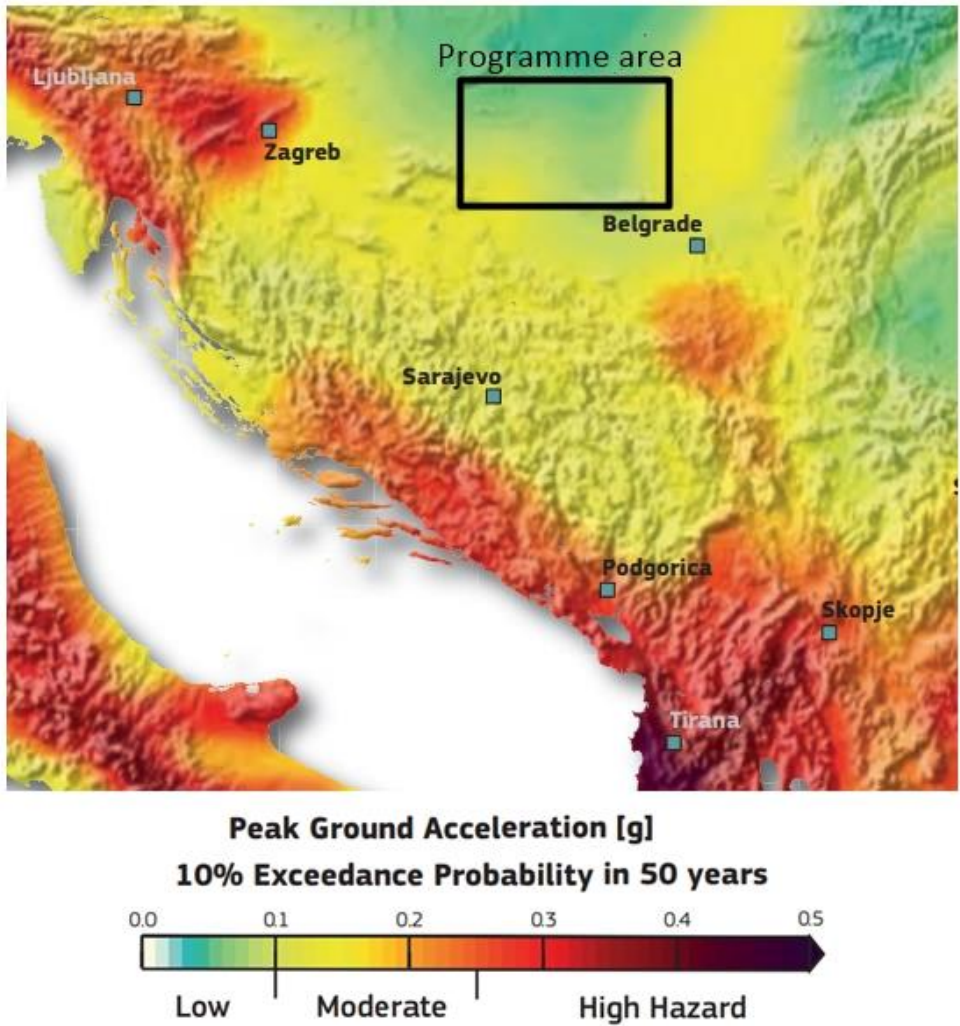 Programme area
Ljubljana
Zagreb
Belgrade
Sarajevo
Podgorica
Skopje
Tirana
Peak Ground Acceleration [g]
10% Exceedance Probability in 50 years
0.0 0.1 0.2 0.3 0.4 0.5
Low Moderate High Hazard